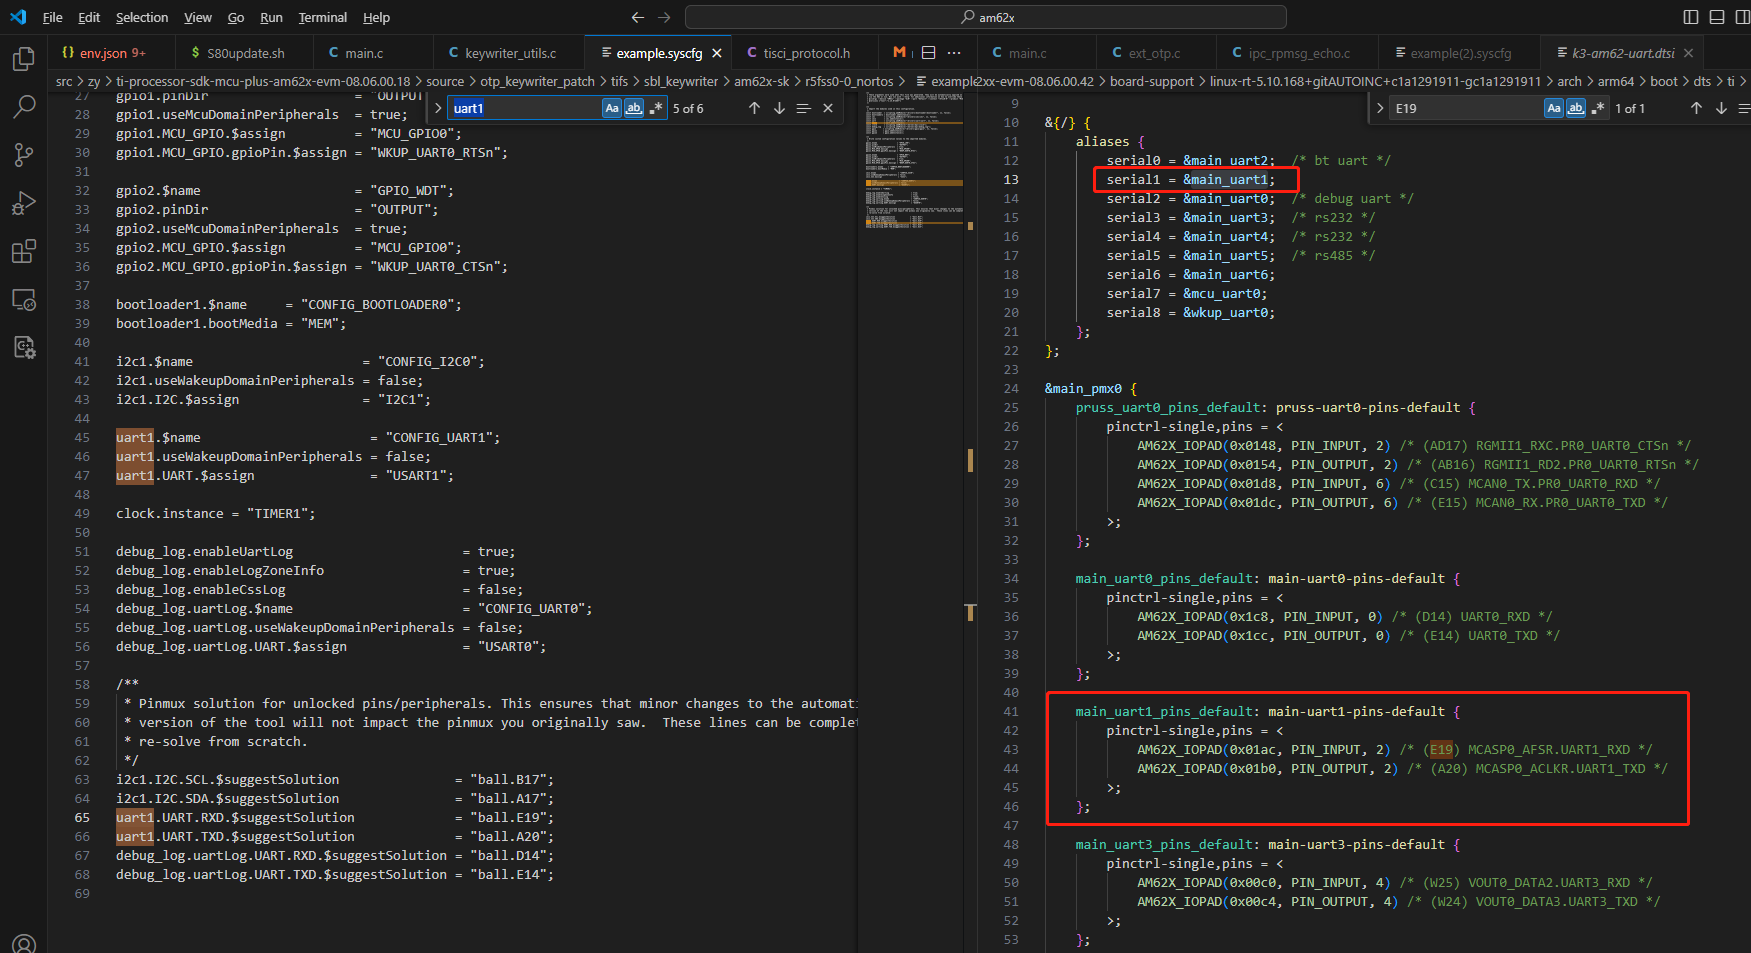 File Edit Selection View Go Run Terminal Help
am62x
{} env.json 9+
$ S80update.sh
C main.c
C keywriter_utils.c
example.syscfg ×
C tisci_protocol.h
M
C main.c
C ext_otp.c
C ipc_rpmsg_echo.c
example(2).syscfg
k3-am62-uart.dtsi ×
src > zy > ti-processor-sdk-mcu-plus-am62x-evm-08.06.00.18 > source > otp_keywriter_patch > tifs > sbl_keywriter > am62x-sk > r5fss0-0_nortos > example
2xx-evm-08.06.00.42 > board-support > linux-rt-5.10.168+gitAUTOINC+c1a1291911-gc1a1291911 > arch > arm64 > boot > dts > ti >
uart1 Aa ab .* 5 of 6
E19 Aa ab .* 1 of 1
27 gpio1.pinDir = "OUTPUT
28 gpio1.useMcuDomainPeripherals = true;
29 gpio1.MCU_GPIO.$assign = "MCU_GPIO0";
30 gpio1.MCU_GPIO.gpioPin.$assign = "WKUP_UART0_RTSn";
31
32 gpio2.$name = "GPIO_WDT";
33 gpio2.pinDir = "OUTPUT";
34 gpio2.useMcuDomainPeripherals = true;
35 gpio2.MCU_GPIO.$assign = "MCU_GPIO0";
36 gpio2.MCU_GPIO.gpioPin.$assign = "WKUP_UART0_CTSn";
37
38 bootloader1.$name = "CONFIG_BOOTLOADER0";
39 bootloader1.bootMedia = "MEM";
40
41 i2c1.$name = "CONFIG_I2C0";
42 i2c1.useWakeupDomainPeripherals = false;
43 i2c1.I2C.$assign = "I2C1";
44
45 uart1.$name = "CONFIG_UART1";
46 uart1.useWakeupDomainPeripherals = false;
47 uart1.UART.$assign = "USART1";
48
49 clock.instance = "TIMER1";
50
51 debug_log.enableUartLog = true;
52 debug_log.enableLogZoneInfo = true;
53 debug_log.enableCssLog = false;
54 debug_log.uartLog.$name = "CONFIG_UART0";
55 debug_log.uartLog.useWakeupDomainPeripherals = false;
56 debug_log.uartLog.UART.$assign = "USART0";
57
58 /**
59 * Pinmux solution for unlocked pins/peripherals. This ensures that minor changes to the automati
60 * version of the tool will not impact the pinmux you originally saw. These lines can be complet
61 * re-solve from scratch.
62 */
63 i2c1.I2C.SCL.$suggestSolution = "ball.B17";
64 i2c1.I2C.SDA.$suggestSolution = "ball.A17";
65 uart1.UART.RXD.$suggestSolution = "ball.E19";
66 uart1.UART.TXD.$suggestSolution = "ball.A20";
67 debug_log.uartLog.UART.RXD.$suggestSolution = "ball.D14";
68 debug_log.uartLog.UART.TXD.$suggestSolution = "ball.E14";
69
9
10 &{/} {
11 aliases {
12 serial0 = &main_uart2; /* bt uart */
13 serial1 = &main_uart1;
14 serial2 = &main_uart0; /* debug uart */
15 serial3 = &main_uart3; /* rs232 */
16 serial4 = &main_uart4; /* rs232 */
17 serial5 = &main_uart5; /* rs485 */
18 serial6 = &main_uart6;
19 serial7 = &mcu_uart0;
20 serial8 = &wkup_uart0;
21 };
22 };
23
24 &main_pmx0 {
25 pruss_uart0_pins_default: pruss-uart0-pins-default {
26 pinctrl-single,pins = <
27 AM62X_IOPAD(0x0148, PIN_INPUT, 2) /* (AD17) RGMII1_RXC.PR0_UART0_CTSn */
28 AM62X_IOPAD(0x0154, PIN_OUTPUT, 2) /* (AB16) RGMII1_RD2.PR0_UART0_RTSn */
29 AM62X_IOPAD(0x01d8, PIN_INPUT, 6) /* (C15) MCAN0_TX.PR0_UART0_RXD */
30 AM62X_IOPAD(0x01dc, PIN_OUTPUT, 6) /* (E15) MCAN0_RX.PR0_UART0_TXD */
31 >;
32 };
33
34 main_uart0_pins_default: main-uart0-pins-default {
35 pinctrl-single,pins = <
36 AM62X_IOPAD(0x1c8, PIN_INPUT, 0) /* (D14) UART0_RXD */
37 AM62X_IOPAD(0x1cc, PIN_OUTPUT, 0) /* (E14) UART0_TXD */
38 >;
39 };
40
41 main_uart1_pins_default: main-uart1-pins-default {
42 pinctrl-single,pins = <
43 AM62X_IOPAD(0x01ac, PIN_INPUT, 2) /* (E19) MCASP0_AFSR.UART1_RXD */
44 AM62X_IOPAD(0x01b0, PIN_OUTPUT, 2) /* (A20) MCASP0_ACLKR.UART1_TXD */
45 >;
46 };
47
48 main_uart3_pins_default: main-uart3-pins-default {
49 pinctrl-single,pins = <
50 AM62X_IOPAD(0x00c0, PIN_INPUT, 4) /* (W25) VOUT0_DATA2.UART3_RXD */
51 AM62X_IOPAD(0x00c4, PIN_OUTPUT, 4) /* (W24) VOUT0_DATA3.UART3_TXD */
52 >;
53 };